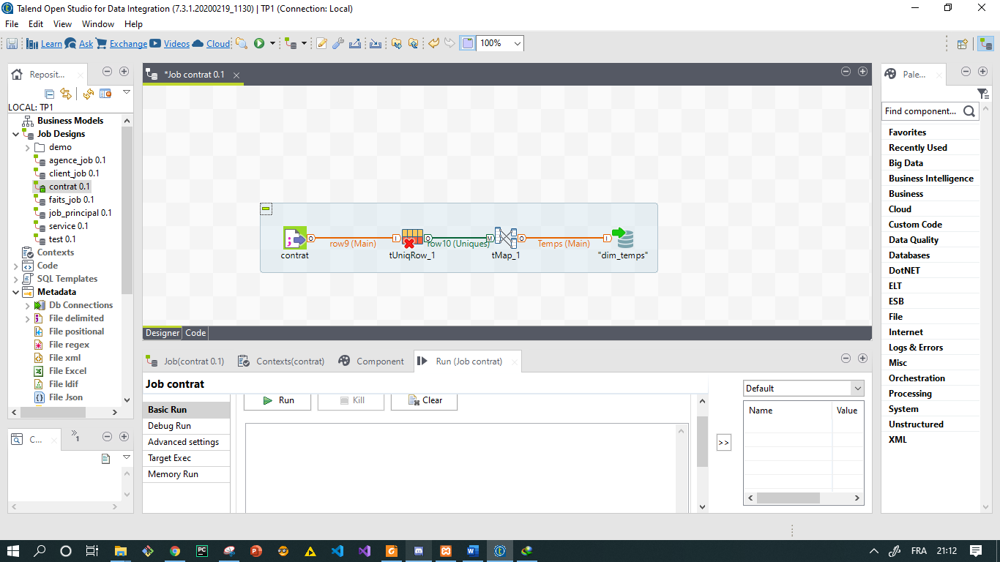 Talend Open Studio for Data Integration (7.3.1.20200219_1130) | TP1 (Connection: Local)
File Edit View Window Help
Learn Ask Exchange Videos Cloud 100%
Reposit...
LOCAL: TP1
Business Models
Job Designs
demo
agence_job 0.1
client_job 0.1
contrat 0.1
faits_job 0.1
job_principal 0.1
service 0.1
test 0.1
Contexts
Code
SQL Templates
Metadata
Db Connections
File delimited
File positional
File regex
File xml
File Excel
File ldif
File Json
C...
1
*Job contrat 0.1
row9 (Main) row10 (Uniques) Temps (Main)
contrat tUniqRow_1 tMap_1 "dim_temps"
Designer Code
Job(contrat 0.1) Contexts(contrat) Component Run (Job contrat)
Job contrat
Basic Run
Debug Run
Advanced settings
Target Exec
Memory Run
Run Kill Clear
>>
Default
Name Value
Pale...
Find component...
Favorites
Recently Used
Big Data
Business Intelligence
Business
Cloud
Custom Code
Data Quality
Databases
DotNET
ELT
ESB
File
Internet
Logs & Errors
Misc
Orchestration
Processing
System
Unstructured
XML
FRA 21:12